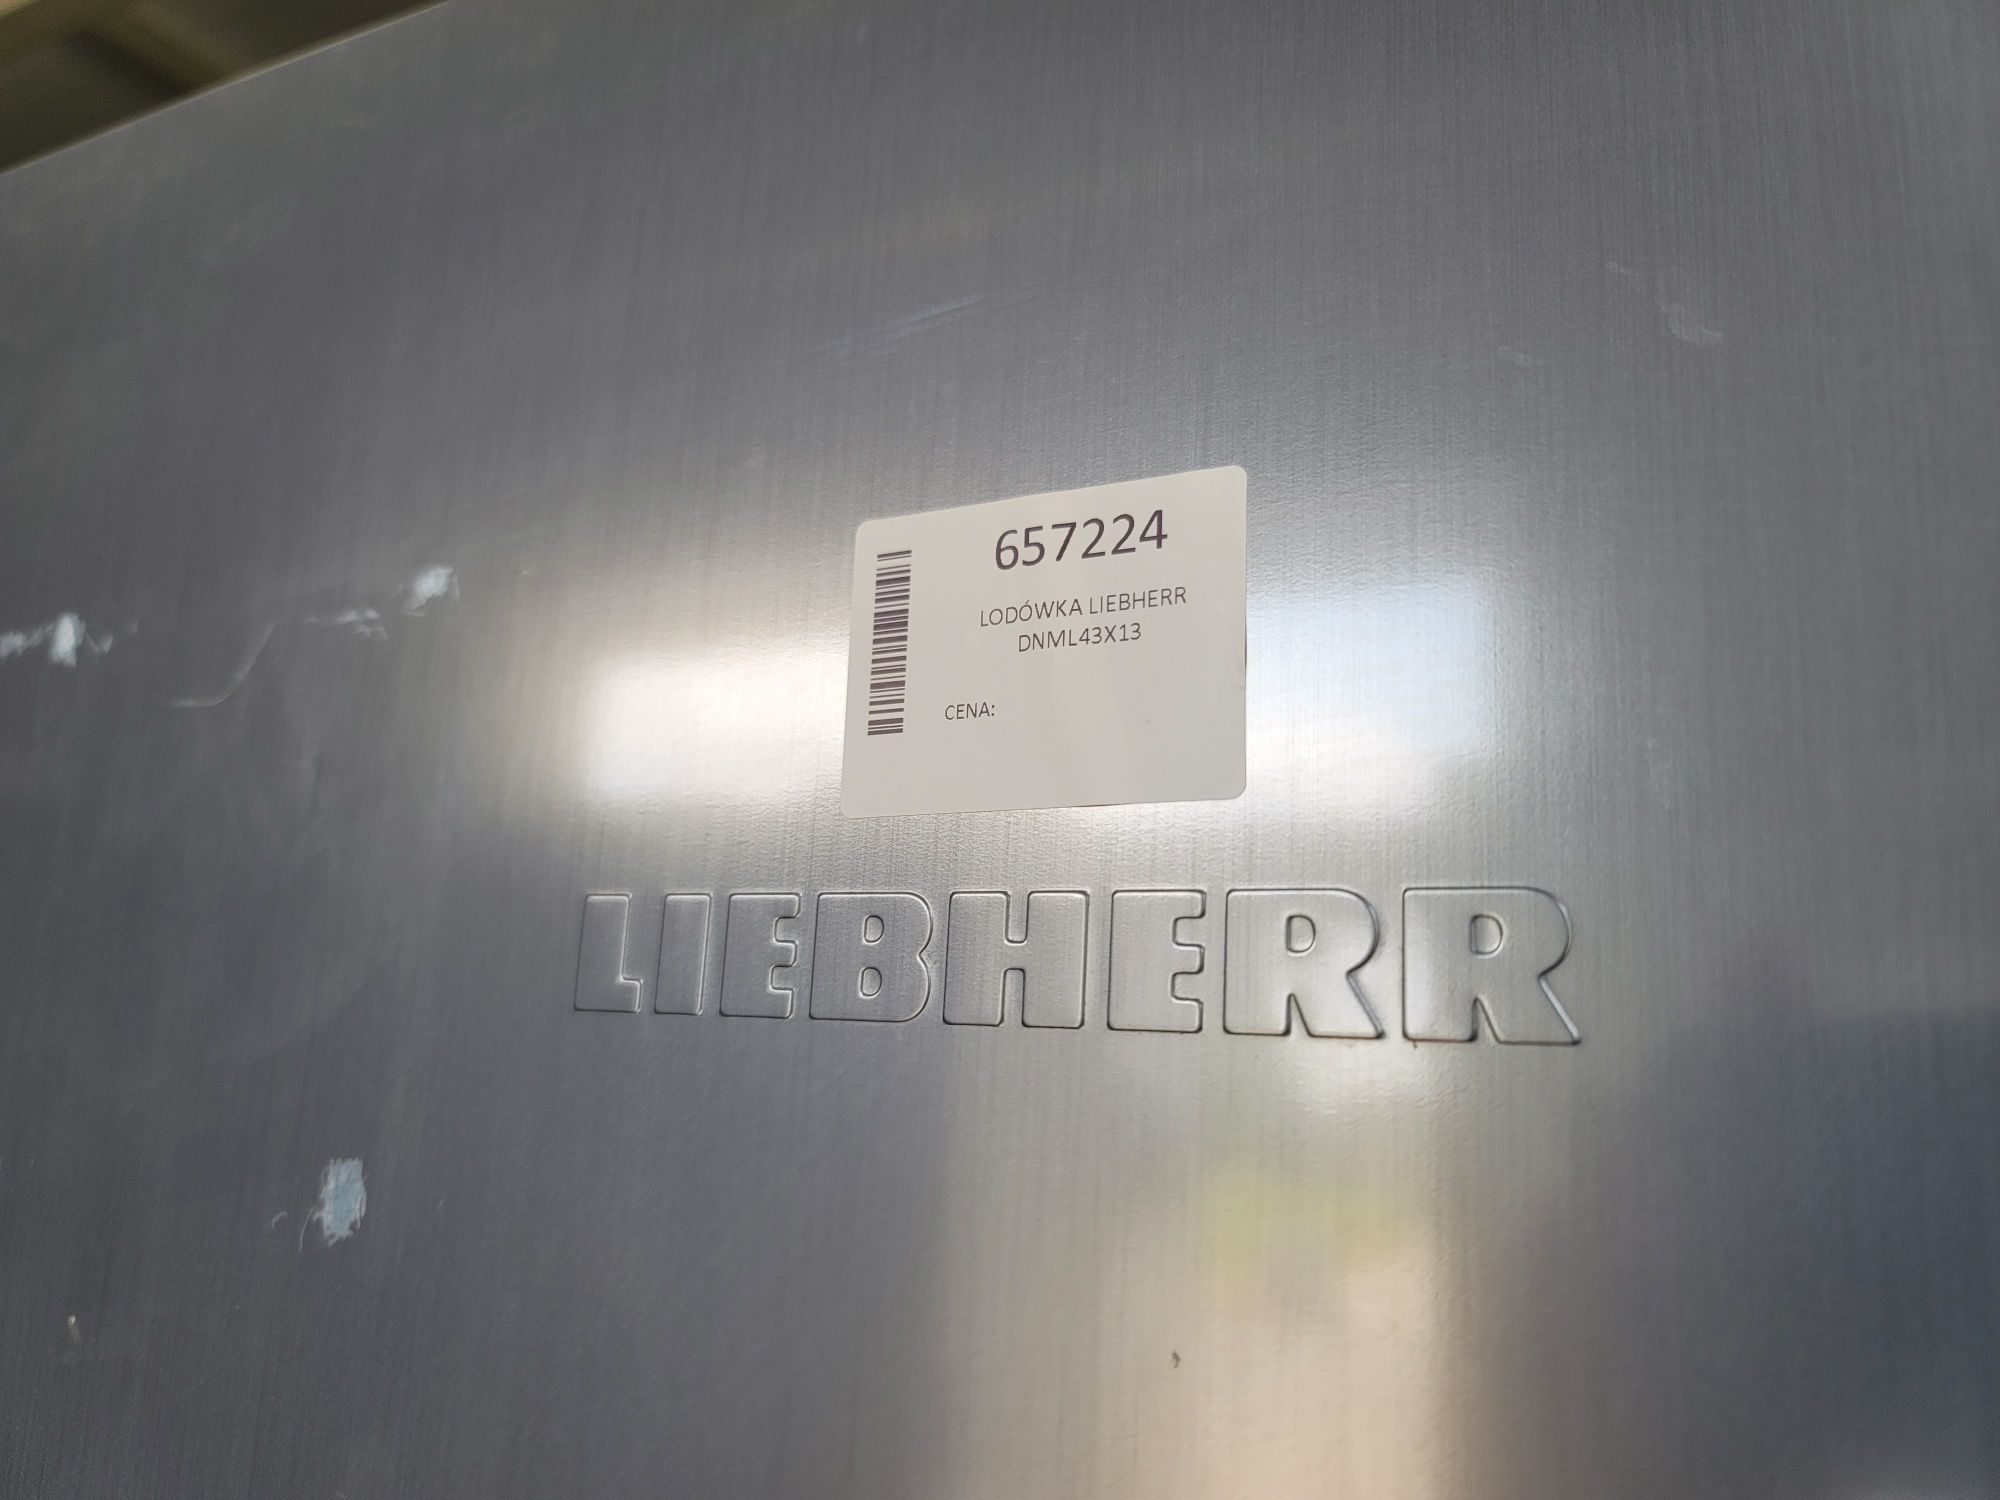 657224
LODÓWKA LIEBHERR
DNML43X13
CENA:
LIEBHERR